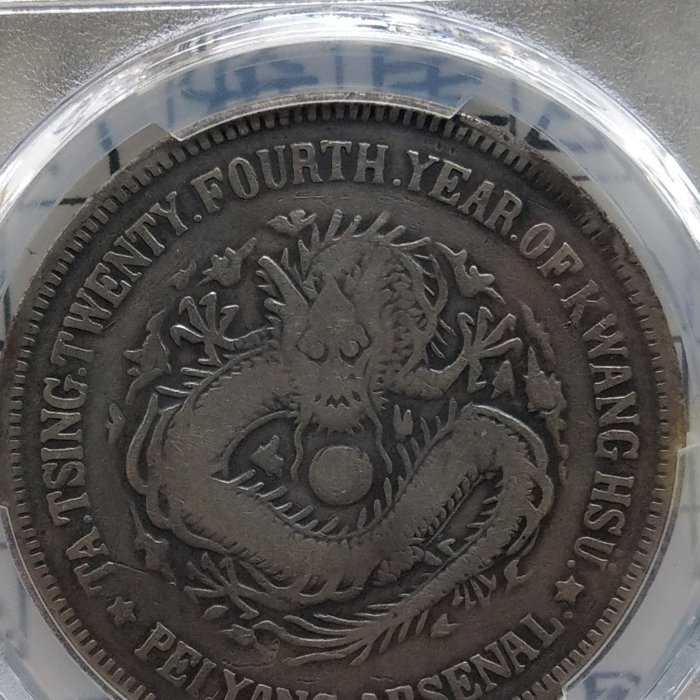 TA.TSING.TWENTY.FOURTH.YEAR.OF.KWANG HSU.
PEI YANG ARSENAL.